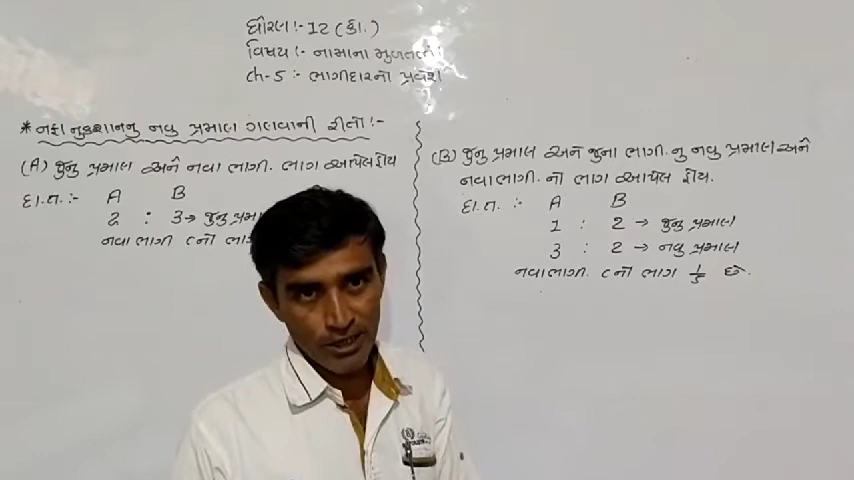 ધોરણ :- 12 (કો.)
વિષય :- નામાના મૂળતત્વો
ch-5 :- ભાગીદારનો પ્રવેશ
* નફા નુકશાનનુ નવુ પ્રમાણ ગણવાની રીતો :-
(A) જુનુ પ્રમાણ અને નવા ભાગી. ભાગ આપેલ હોય
દા.ત. :- A B
2 : 3 → જુનુ પ્રમા
નવા ભાગી C નો ભા
(B) જુનુ પ્રમાણ અને જુના ભાગી. નુ નવુ પ્રમાણ અને
નવા ભાગી. નો ભાગ આપેલ હોય.
દા.ત. :- A B
1 : 2 → જુનુ પ્રમાણ
3 : 2 → નવુ પ્રમાણ
નવા ભાગી. C નો ભાગ 1/5 છે.